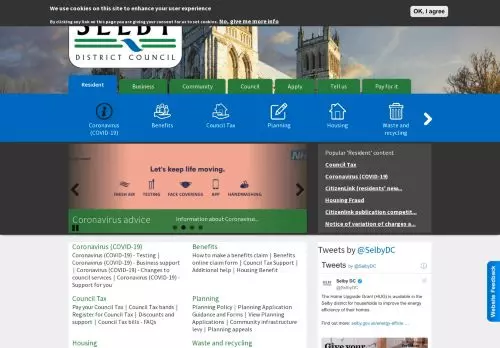 We use cookies on this site to enhance your user experience
By clicking any link on this page you are giving your consent for us to set cookies. No, give me more info
OK, I agree
SELBY
DISTRICT COUNCIL
Resident
Business
Community
Council
Apply
Tell us
Pay for it
Coronavirus
(COVID-19)
Benefits
Council Tax
Planning
Housing
Waste and
recycling
Let's keep life moving.
FRESH AIR
TESTING
FACE COVERINGS
APP
HANDWASHING
Coronavirus advice
Information about Coronavirus...
Popular 'Resident' content
Council Tax
Coronavirus (COVID-19)
CitizenLink (residents' new...
Housing Fraud
Citizenlink publication competit...
Notice of variation of charges a...
Coronavirus (COVID-19)
Coronavirus (COVID-19) - Testing |
Coronavirus (COVID-19) - Business support
| Coronavirus (COVID-19) - Changes to
council services | Coronavirus (COVID-19) -
Support for you
Benefits
How to make a benefits claim | Benefits
online claim form | Council Tax Support |
Additional help | Housing Benefit
Council Tax
Pay your Council Tax | Council Tax bands |
Register for Council Tax | Discounts and
support | Council Tax bills - FAQs
Planning
Planning Policy | Planning Application
Guidance and Forms | View Planning
Applications | Community infrastructure
levy | Planning appeals
Housing
Waste and recycling
Tweets by @SelbyDC
Tweets by @SelbyDC
Selby DC
@SelbyDC
The Home Upgrade Grant (HUG) is available in the
Selby district for households to improve the energy
efficiency of their homes.
Find out more: selby.gov.uk/energy-efficie...
Give your
Website Feedback